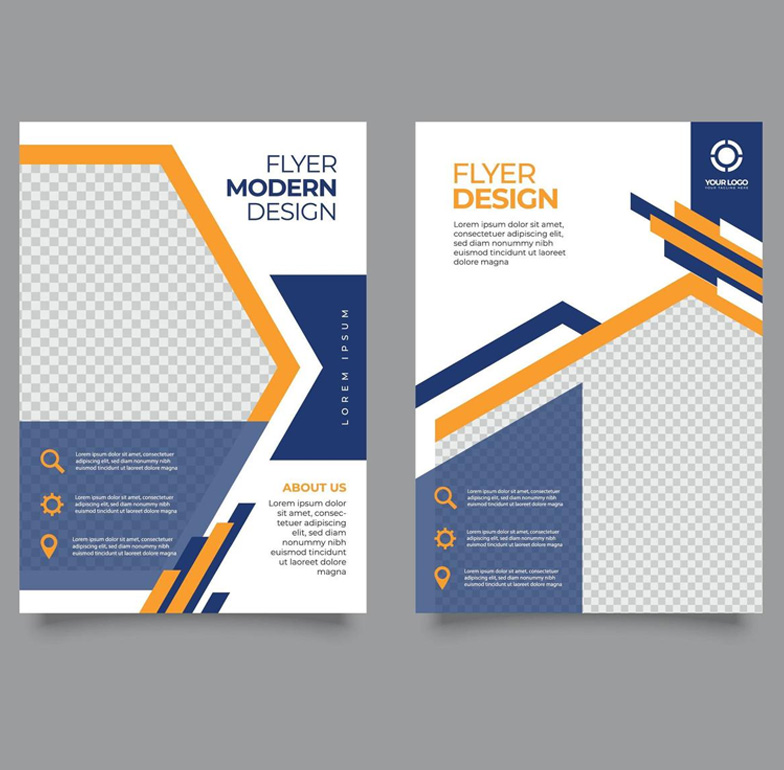 FLYER
MODERN
DESIGN
LOREM IPSUM
Lorem ipsum dolor sit amet, consectetuer
adipiscing elit, sed diam nonummy nibh
euismod tincidunt ut laoreet dolore magna
Lorem ipsum dolor sit amet, consectetuer
adipiscing elit, sed diam nonummy nibh
euismod tincidunt ut laoreet dolore magna
Lorem ipsum dolor sit amet, consectetuer
adipiscing elit, sed diam nonummy nibh
euismod tincidunt ut laoreet dolore magna
ABOUT US
Lorem ipsum dolor
sit amet, consec-
tetuer adipiscing
elit, sed diam
nonummy nibh
euismod tincidunt
ut laoreet dolore
magna
FLYER
DESIGN
Lorem ipsum dolor sit amet,
consectetuer adipiscing elit,
sed diam nonummy nibh
euismod tincidunt ut laoreet
dolore magna
YOUR LOGO
YOUR TAGLINE HERE
Lorem ipsum dolor sit amet, consectetuer
adipiscing elit, sed diam nonummy nibh
euismod tincidunt ut laoreet dolore magna
Lorem ipsum dolor sit amet, consectetuer
adipiscing elit, sed diam nonummy nibh
euismod tincidunt ut laoreet dolore magna
Lorem ipsum dolor sit amet, consectetuer
adipiscing elit, sed diam nonummy nibh
euismod tincidunt ut laoreet dolore magna